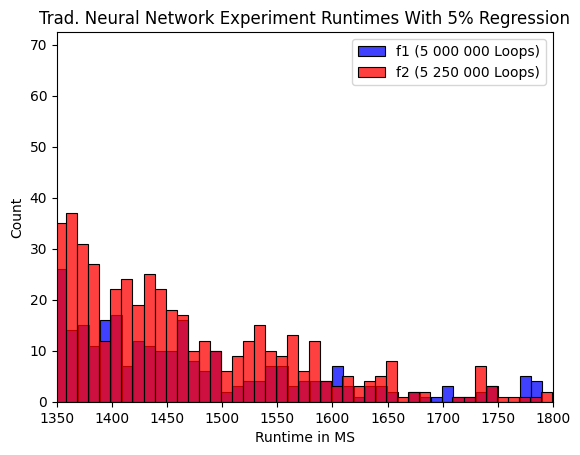 Trad. Neural Network Experiment Runtimes With 5% Regression
f1 (5 000 000 Loops)
f2 (5 250 000 Loops)
Count
70
60
50
40
30
20
10
0
1350 1400 1450 1500 1550 1600 1650 1700 1750 1800
Runtime in MS